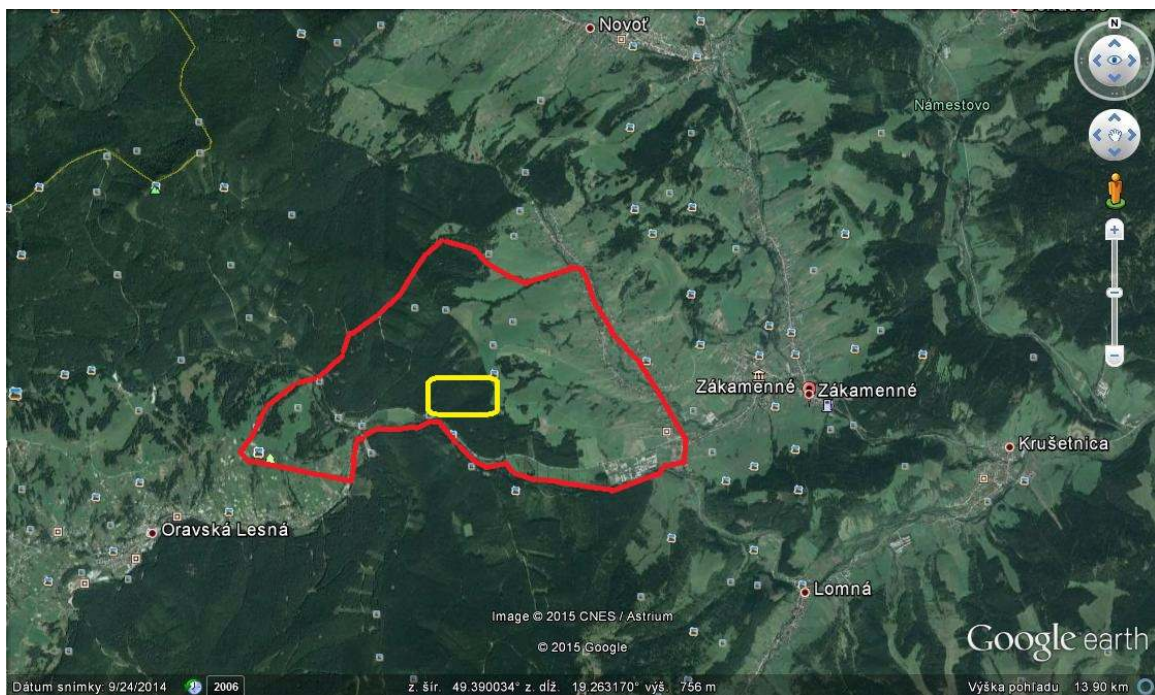 Novoť
N
Námestovo
Zákamenné
Zákamenné
Krušetnica
Oravská Lesná
Lomná
Image © 2015 CNES / Astrium
© 2015 Google
Google earth
Dátum snímky: 9/24/2014 2006 z. šír. 49.390034° z. dĺž. 19.263170° výš. 756 m Výška pohľadu 13.90 km